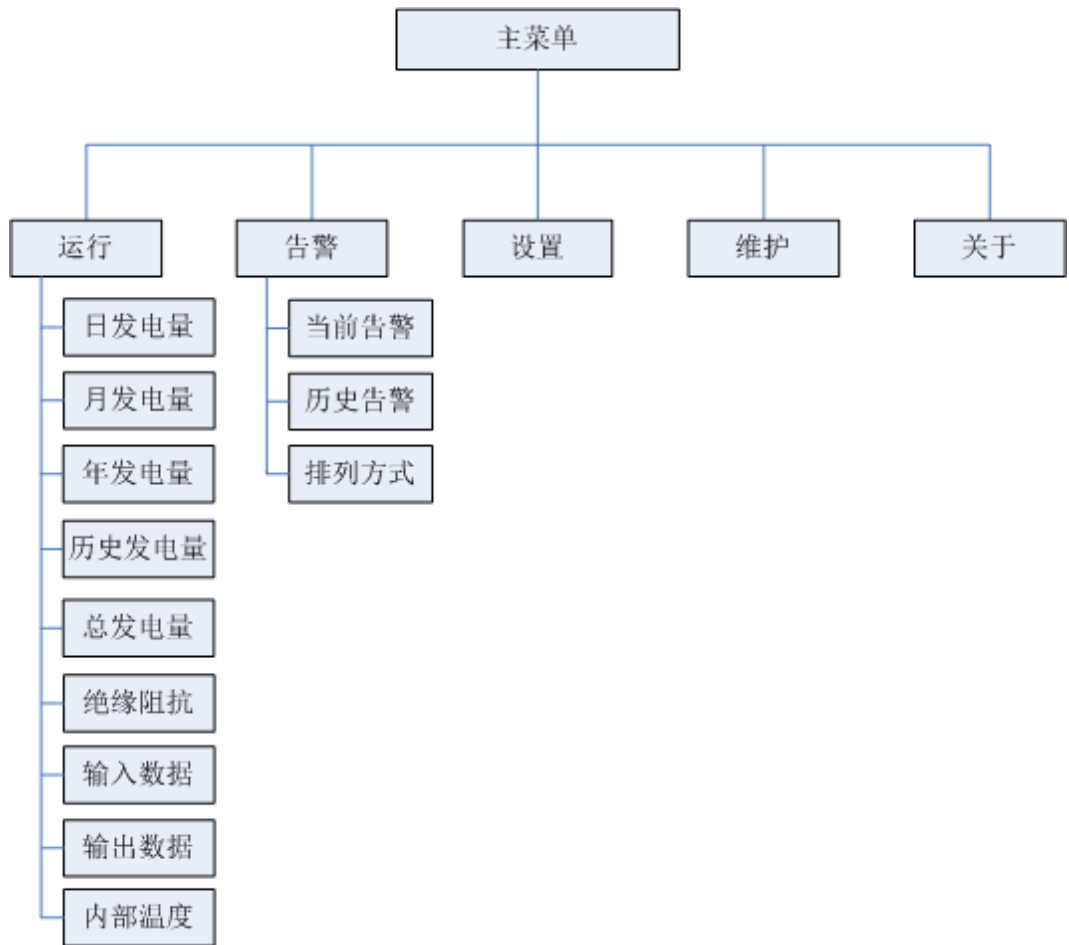 主菜单
运行
告警
设置
维护
关于
日发电量
月发电量
年发电量
历史发电量
总发电量
绝缘阻抗
输入数据
输出数据
内部温度
当前告警
历史告警
排列方式